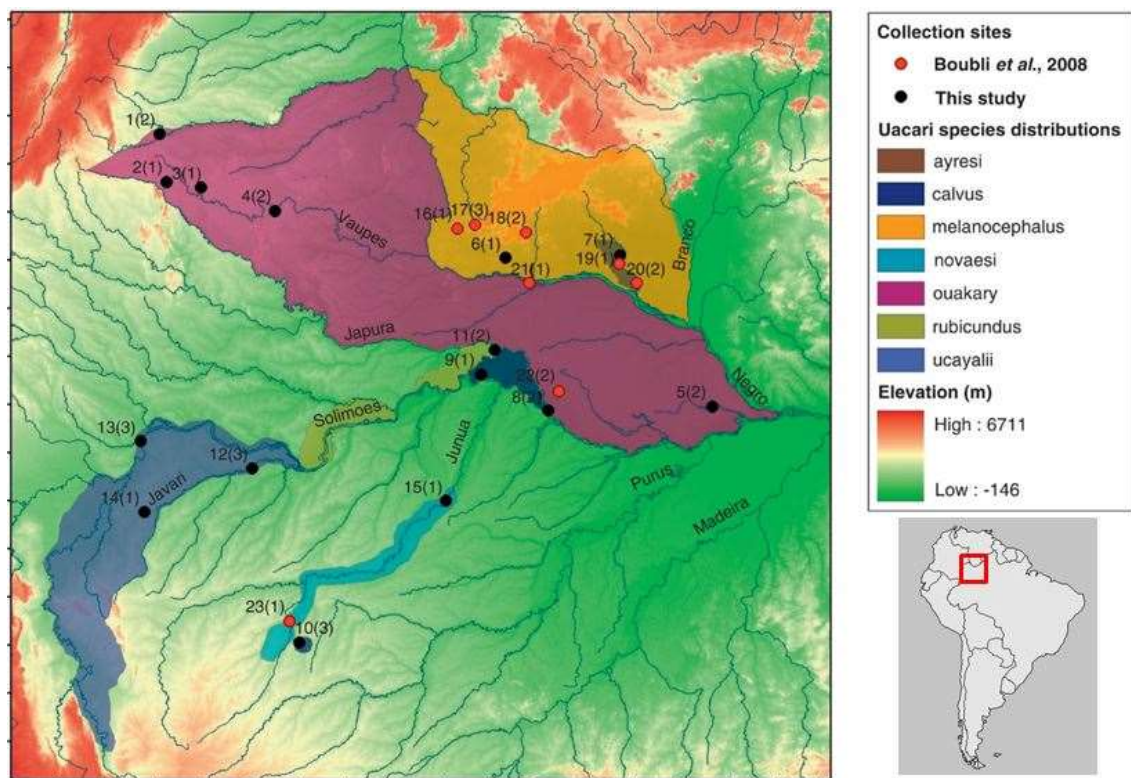 1(2)
2(1)
3(1)
4(2)
Vaupes
16(1)
17(3)
18(2)
6(1)
7(1)
19(1)
20(2)
21(1)
Branco
Japura
11(2)
9(1)
22(2)
Negro
5(2)
Solimoes
13(3)
12(3)
Junua
14(1)
Javari
15(1)
Purus
Madeira
23(1)
10(3)
Collection sites
Boubli et al., 2008
This study
Uacari species distributions
ayresi
calvus
melanocephalus
novaesi
ouakary
rubicundus
ucayalii
Elevation (m)
High : 6711
Low : -146